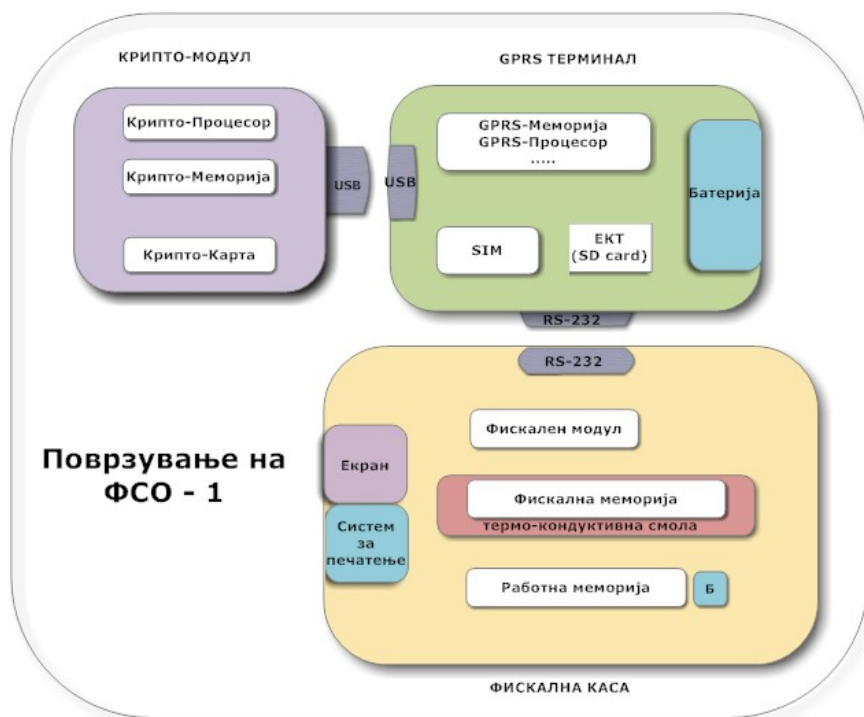 КРИПТО-МОДУЛ
GPRS ТЕРМИНАЛ
Крипто-Процесор
Крипто-Меморија
Крипто-Карта
USB
USB
GPRS-Меморија
GPRS-Процесор
.....
Батерија
SIM
ЕКТ
(SD card)
RS-232
RS-232
Поврзување на
ФСО - 1
Фискален модул
Екран
Фискална меморија
термо-кондуктивна смола
Систем
за
печатење
Работна меморија
Б
ФИСКАЛНА КАСА